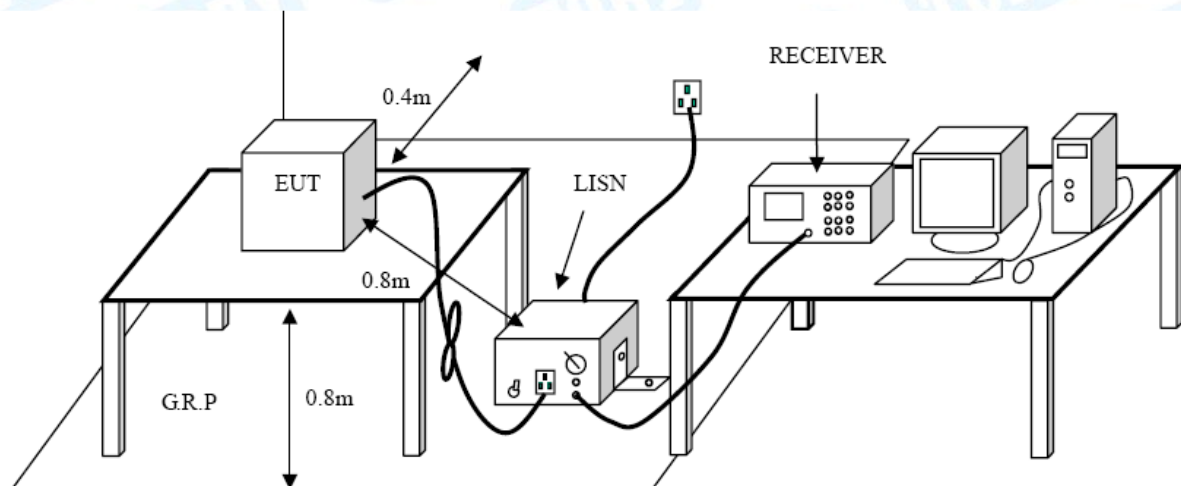 RECEIVER
0.4m
EUT
LISN
0.8m
G.R.P
0.8m